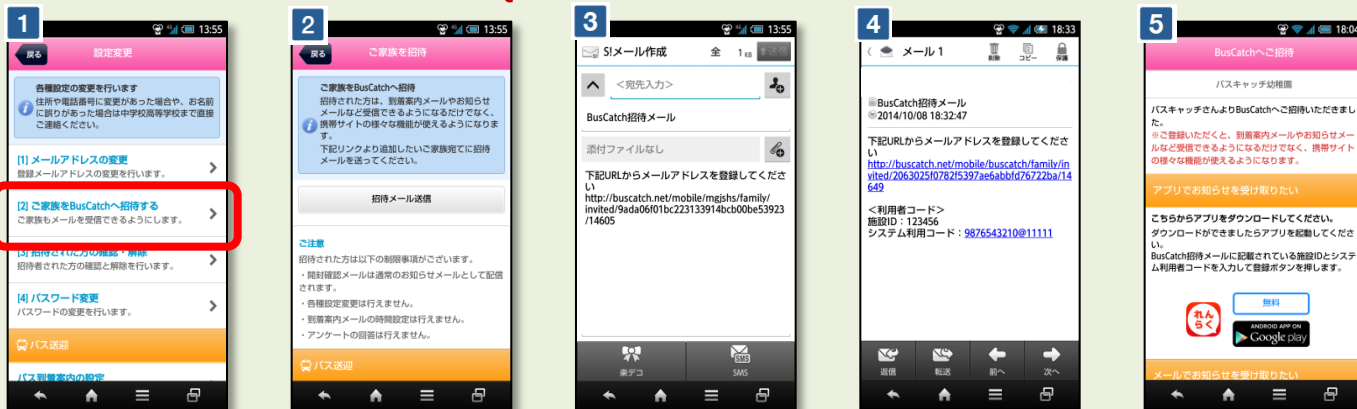 1
13:55
戻る
設定変更
各種設定の変更を行います
住所や電話番号に変更があった場合や、お名前
に誤りがあった場合は中学校高等学校まで直接
ご連絡ください。
[1] メールアドレスの変更
登録メールアドレスの変更を行います。
[2] ご家族をBusCatchへ招待する
ご家族もメールを受信できるようにします。
[3] 招待された方の確認・解除
招待者された方の確認と解除を行います。
[4] パスワード変更
パスワードの変更を行います。
バス送迎
バス到着案内の設定
2
13:55
戻る
ご家族を招待
ご家族をBusCatchへ招待
招待された方は、到着案内メールやお知らせ
メールなど受信できるようになるだけでなく、
携帯サイトの様々な機能が使えるようになりま
す。
下記リンクより追加したいご家族宛てに招待
メールを送ってください。
招待メール送信
ご注意
招待された方は以下の制限事項がございます。
・開封確認メールは通常のお知らせメールとして配信
されます。
・各種設定変更は行えません。
・到着案内メールの時間設定は行えません。
・アンケートの回答は行えません。
バス送迎
3
13:55
S!メール作成
全 1 KB
送信
<宛先入力>
BusCatch招待メール
添付ファイルなし
下記URLからメールアドレスを登録してくださ
い
http://buscatch.net/mobile/mgjshs/family/
invited/9ada06f01bc223133914bcb00be53923
/14605
楽デコ
SMS
SMS
4
18:33
メール 1
削除
コピー
保護
BusCatch招待メール
2014/10/08 18:32:47
下記URLからメールアドレスを登録してくださ
い
http://buscatch.net/mobile/buscatch/family/in
vited/2063025f0782f5397ae6abbfd76722ba/14
649
<利用者コード>
施設ID：123456
システム利用コード：9876543210@11111
返信
転送
前へ
次へ
5
18:04
BusCatchへご招待
バスキャッチ幼稚園
バスキャッチさんよりBusCatchへご招待いただきまし
た。
※ご登録いただくと、到着案内メールやお知らせメー
ルなど受信できるようになるだけでなく、携帯サイト
の様々な機能が使えるようになります。
アプリでお知らせを受け取りたい
こちらからアプリをダウンロードしてください。
ダウンロードができましたらアプリを起動してくださ
い。
BusCatch招待メールに記載されている施設IDとシステ
ム利用者コードを入力して登録ボタンを押します。
れん
らく
無料
ANDROID APP ON
Google play
メールでお知らせを受け取りたい